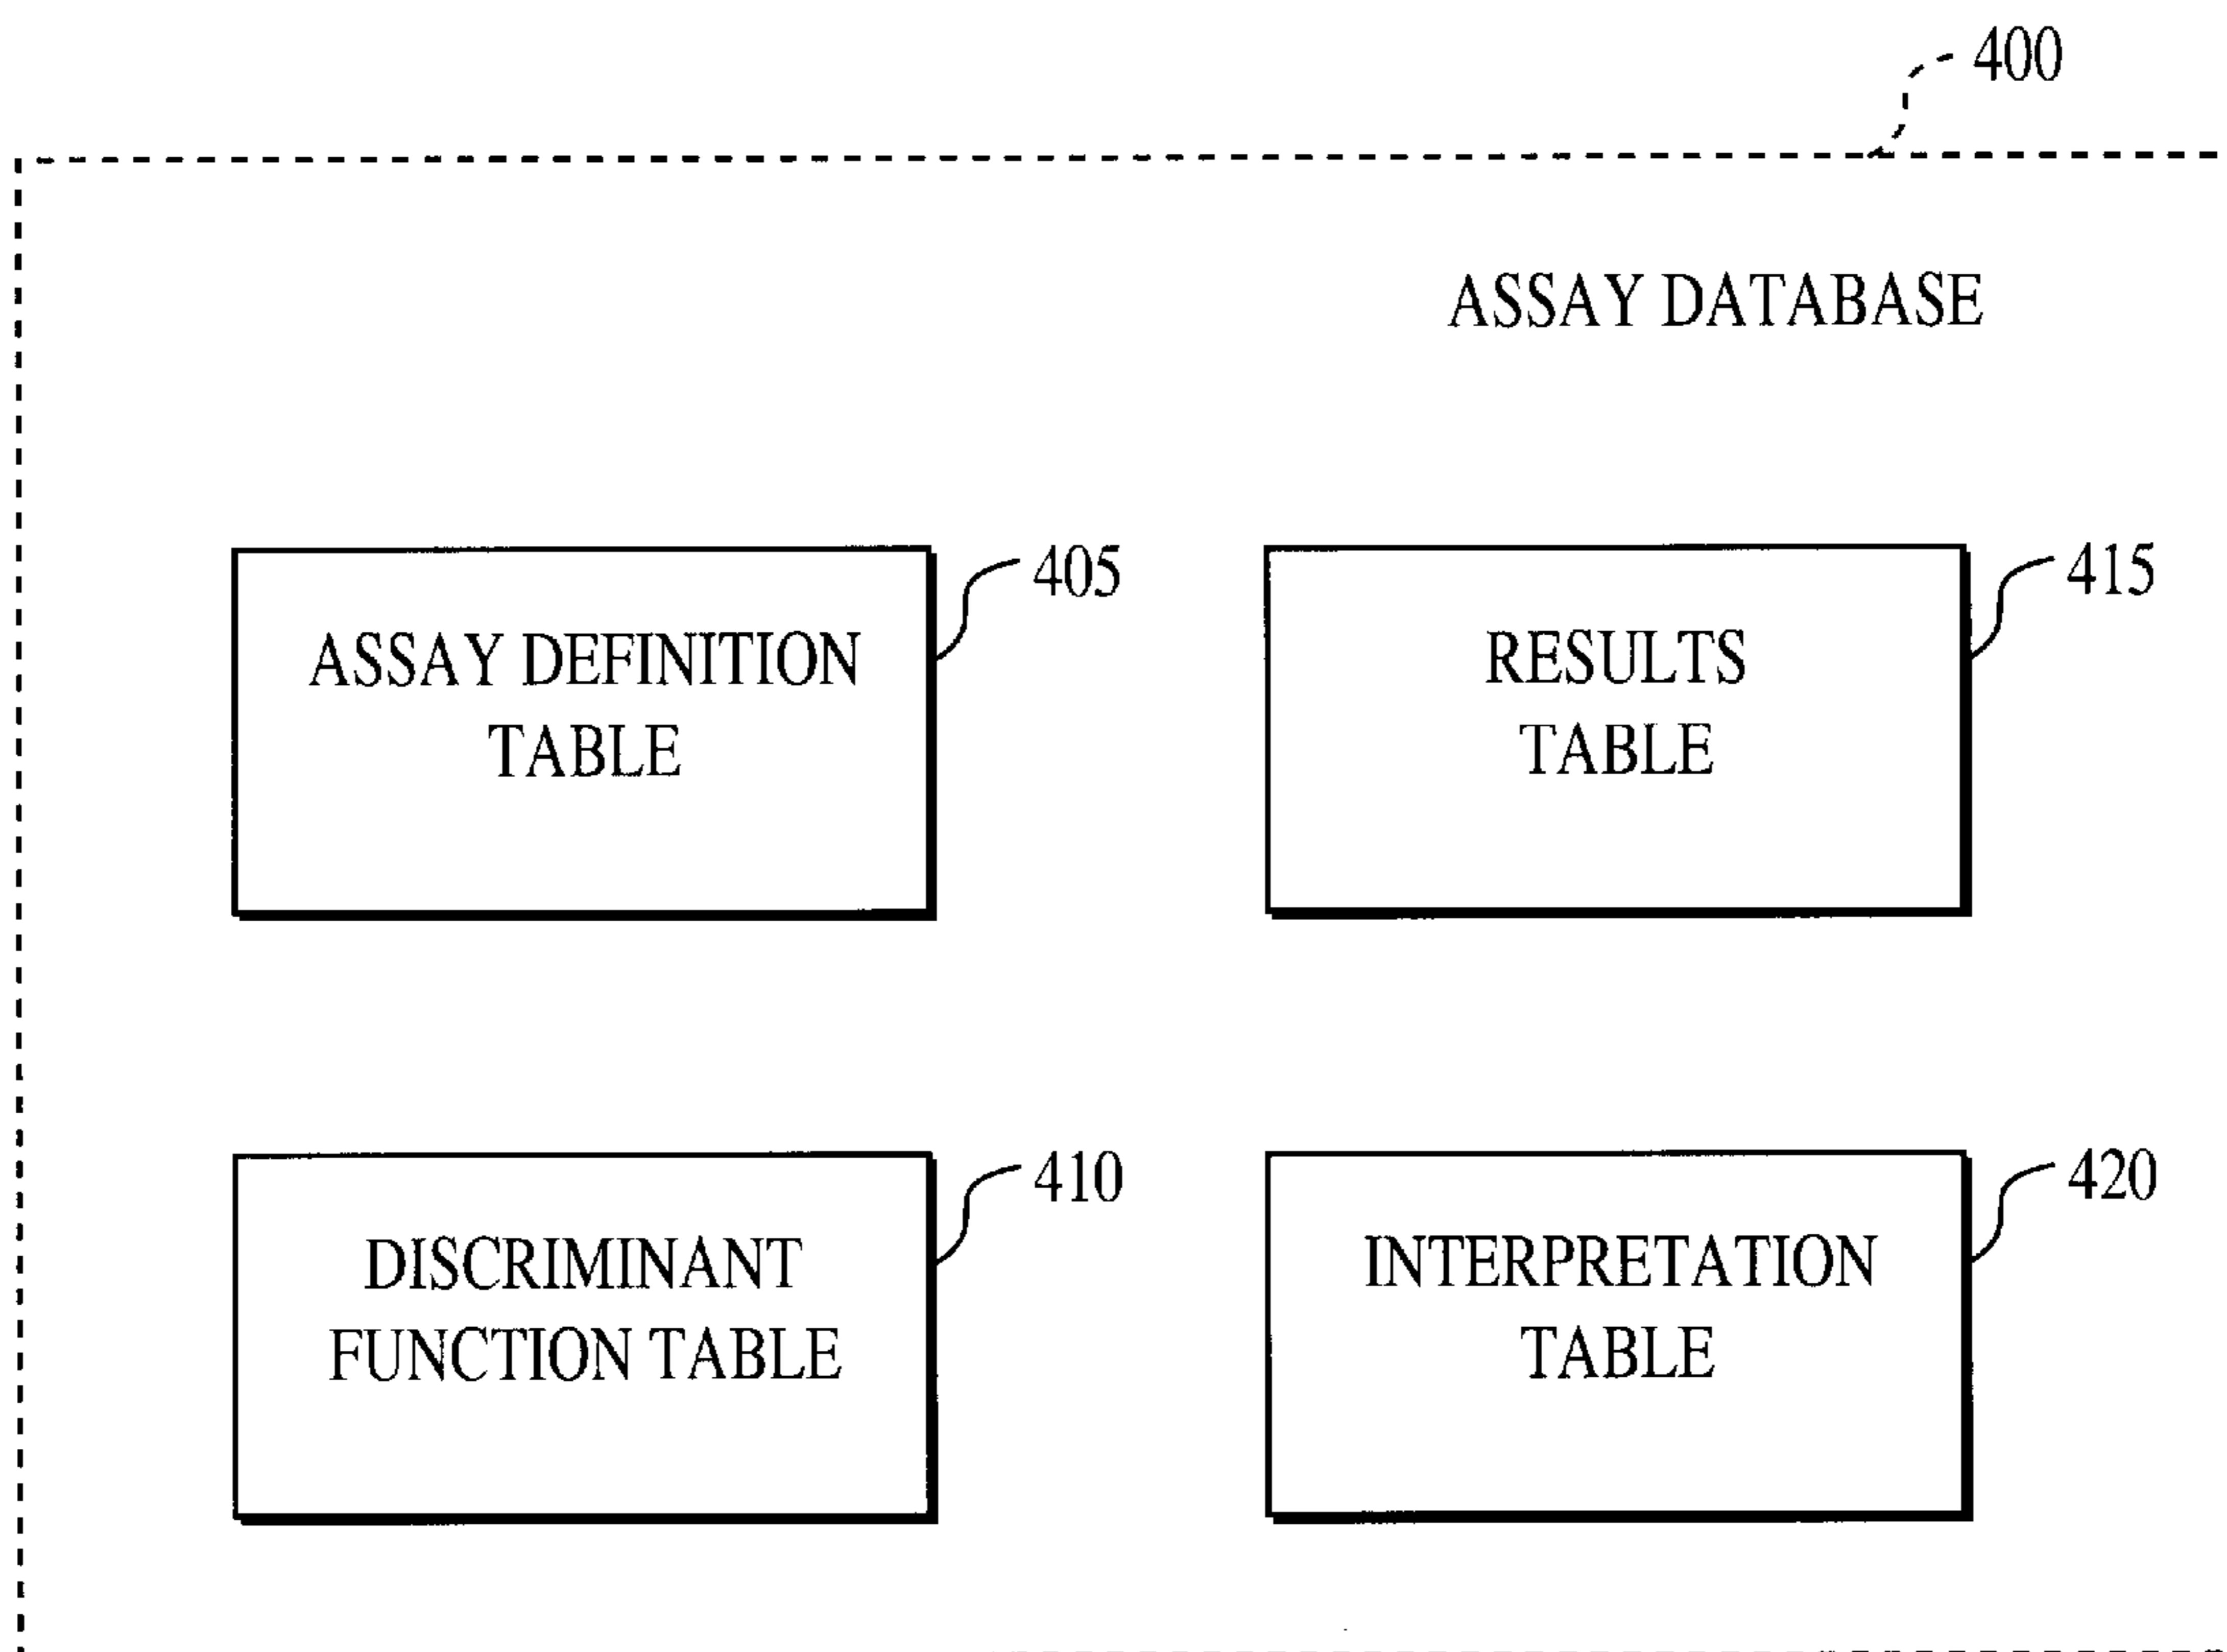 400
ASSAY DATABASE
405
ASSAY DEFINITION
TABLE
415
RESULTS
TABLE
410
DISCRIMINANT
FUNCTION TABLE
420
INTERPRETATION
TABLE